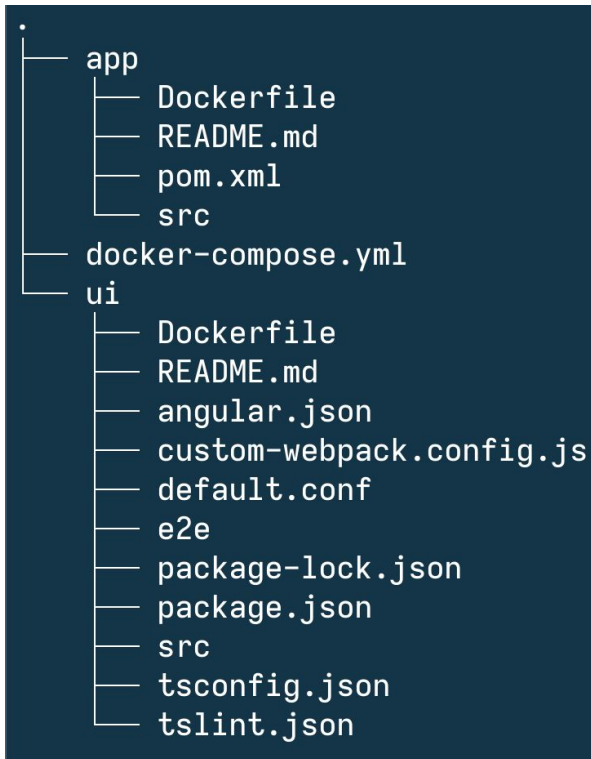 .
├── app
│   ├── Dockerfile
│   ├── README.md
│   ├── pom.xml
│   └── src
├── docker-compose.yml
└── ui
    ├── Dockerfile
    ├── README.md
    ├── angular.json
    ├── custom-webpack.config.js
    ├── default.conf
    ├── e2e
    ├── package-lock.json
    ├── package.json
    ├── src
    ├── tsconfig.json
    └── tslint.json